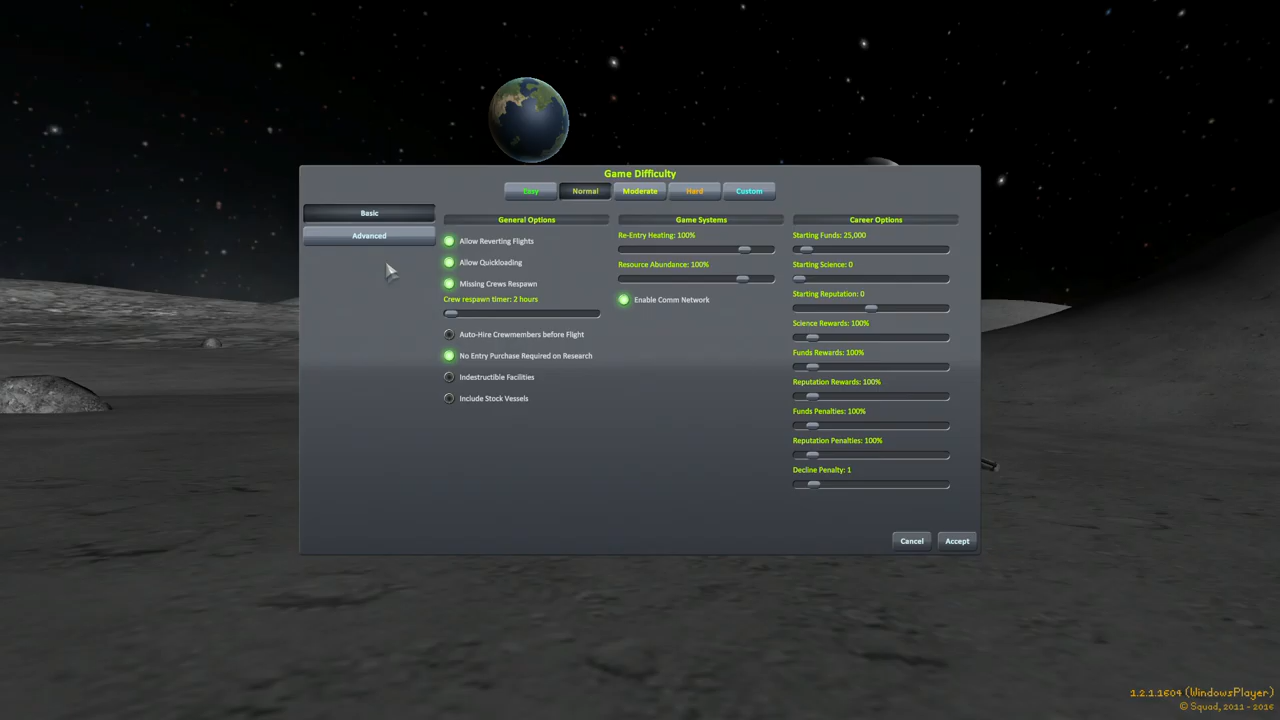 Game Difficulty
Easy Normal Moderate Hard Custom
Basic
Advanced
General Options
Allow Reverting Flights
Allow Quickloading
Missing Crews Respawn
Crew respawn timer: 2 hours
Auto-Hire Crewmembers before Flight
No Entry Purchase Required on Research
Indestructible Facilities
Include Stock Vessels
Game Systems
Re-Entry Heating: 100%
Resource Abundance: 100%
Enable Comm Network
Career Options
Starting Funds: 25,000
Starting Science: 0
Starting Reputation: 0
Science Rewards: 100%
Funds Rewards: 100%
Reputation Rewards: 100%
Funds Penalties: 100%
Reputation Penalties: 100%
Decline Penalty: 1
Cancel Accept
1.2.1.1604 (WindowsPlayer)
© Squad, 2011 - 2016